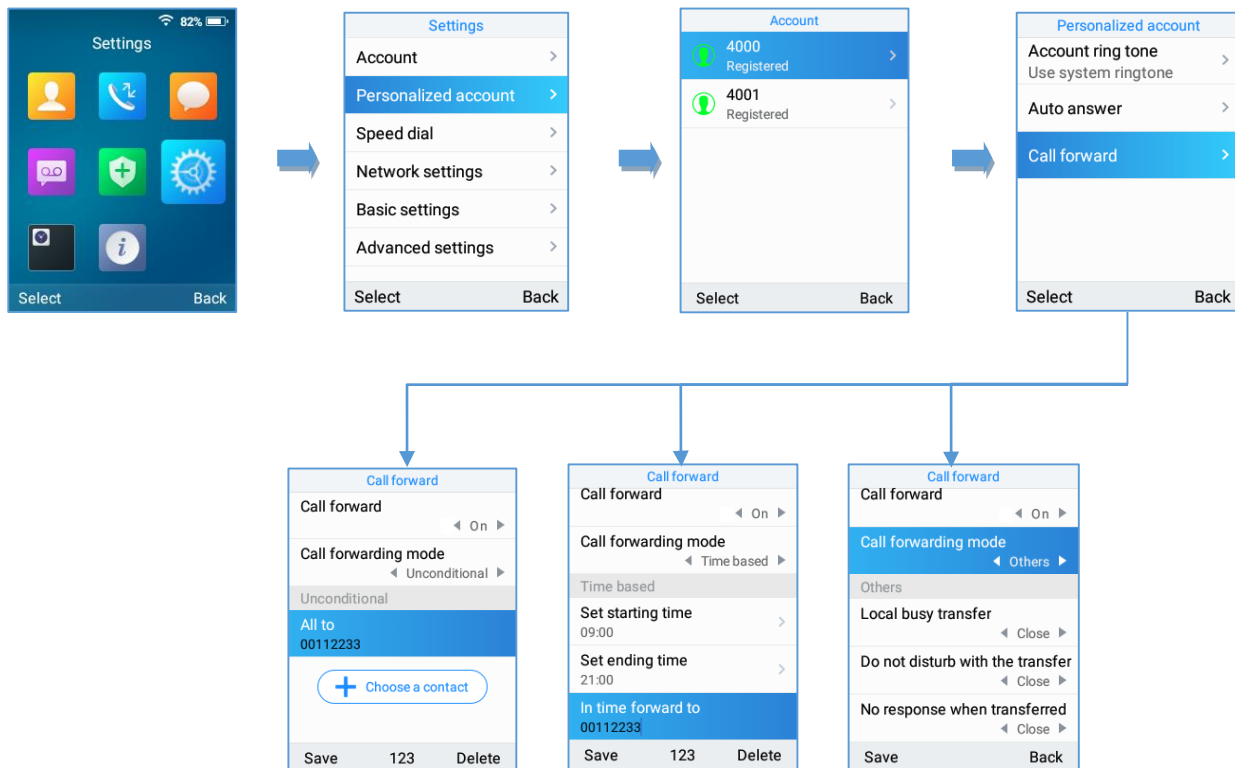 82%
Settings
Select Back
Settings
Account
Personalized account
Speed dial
Network settings
Basic settings
Advanced settings
Select Back
Account
4000
Registered
4001
Registered
Select Back
Personalized account
Account ring tone
Use system ringtone
Auto answer
Call forward
Select Back
Call forward
Call forward
On
Call forwarding mode
Unconditional
Unconditional
All to
00112233
Choose a contact
Save 123 Delete
Call forward
Call forward
On
Call forwarding mode
Time based
Time based
Set starting time
09:00
Set ending time
21:00
In time forward to
00112233
Save 123 Delete
Call forward
Call forward
On
Call forwarding mode
Others
Others
Local busy transfer
Close
Do not disturb with the transfer
Close
No response when transferred
Close
Save Back